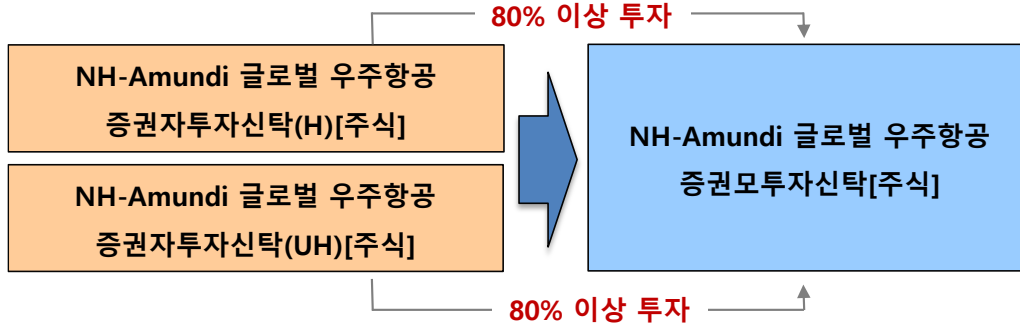 80% 이상 투자
NH-Amundi 글로벌 우주항공
증권자투자신탁(H)[주식]
NH-Amundi 글로벌 우주항공
증권자투자신탁(UH)[주식]
NH-Amundi 글로벌 우주항공
증권모투자신탁[주식]
80% 이상 투자